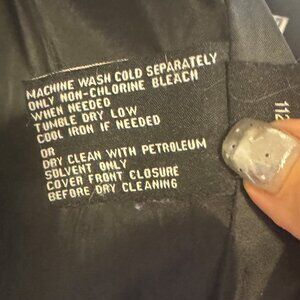 MACHINE WASH COLD SEPARATELY
ONLY NON-CHLORINE BLEACH
WHEN NEEDED
TUMBLE DRY LOW
COOL IRON IF NEEDED
OR
DRY CLEAN WITH PETROLEUM
SOLVENT ONLY
COVER FRONT CLOSURE
BEFORE DRY CLEANING